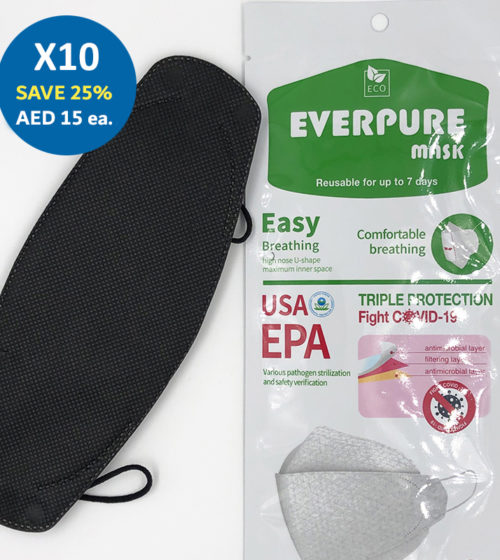 X10
SAVE 25%
AED 15 ea.
ECO
EVERPURE
MASK
Reusable for up to 7 days
Easy
Breathing
high nose U-shape
maximum inner space
Comfortable
breathing
USA
EPA
Various pathogen strilization
and safety verification
TRIPLE PROTECTION
Fight COVID-19
antimicrobial layer
filtering layer
antimicrobial layer